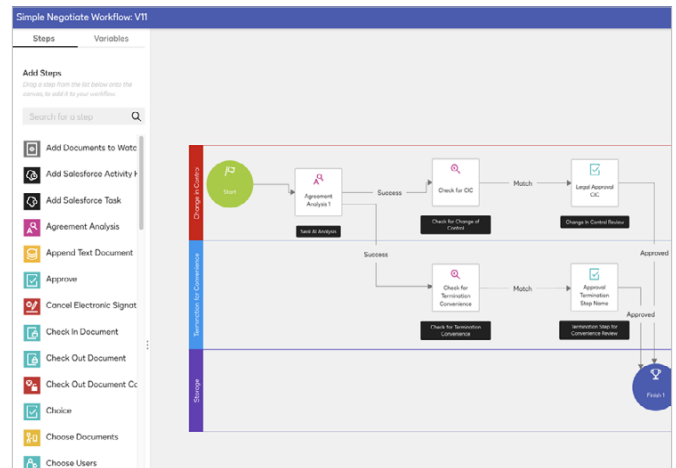 Simple Negotiate Workflow: V11
Steps
Variables
Add Steps
Drag a step from the list below onto the
canvas to add it to your workflow.
Search for a step
Add Documents to Watc
Add Salesforce Activity H
Add Salesforce Task
Agreement Analysis
Append Text Document
Approve
Cancel Electronic Signat
Check In Document
Check Out Document
Check Out Document Co
Choice
Choose Documents
Choose Users
Change in Control
Start
Agreement
Analysis 1
Sent AI Analysis
Success
Check for CIC
Check for Change of
Control
Match
Legal Approval
CIC
Change in Control Review
Termination for Convenience
Success
Check for
Termination
Convenience
Check for Termination
Convenience
Match
Approval
Termination
Step Name
Termination Step for
Convenience Review
Approved
Approved
Storage
Finish 1